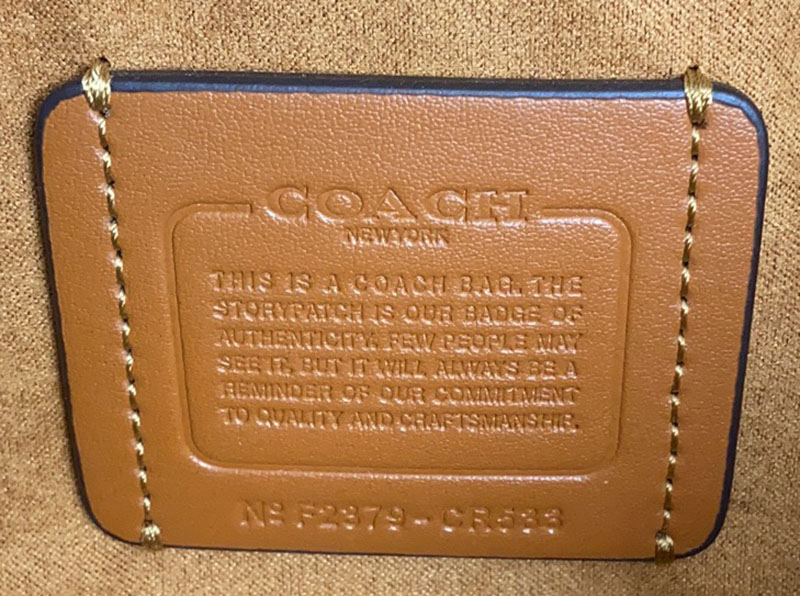 COACH
NEW YORK
THIS IS A COACH BAG. THE
STORYPATCH IS OUR BADGE OF
AUTHENTICITY. FEW PEOPLE MAY
SEE IT, BUT IT WILL ALWAYS BE A
REMINDER OF OUR COMMITMENT
TO QUALITY AND CRAFTSMANSHIP.
Nº F2379-CR533